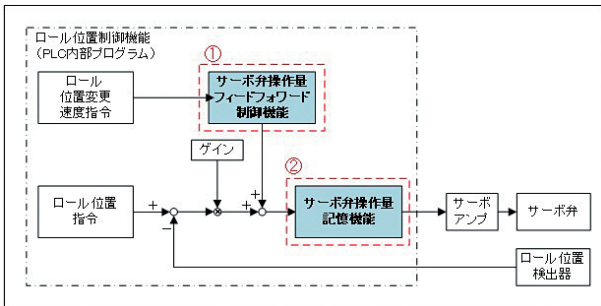 ロール位置制御機能
(PLC内部プログラム)
①
ロール
位置変更
速度指令
サーボ弁操作量
フィードフォワード
制御機能
ゲイン
②
ロール位置
指令
+
−
+
+
サーボ弁操作量
記憶機能
サーボ
アンプ
サーボ弁
ロール位置
検出器